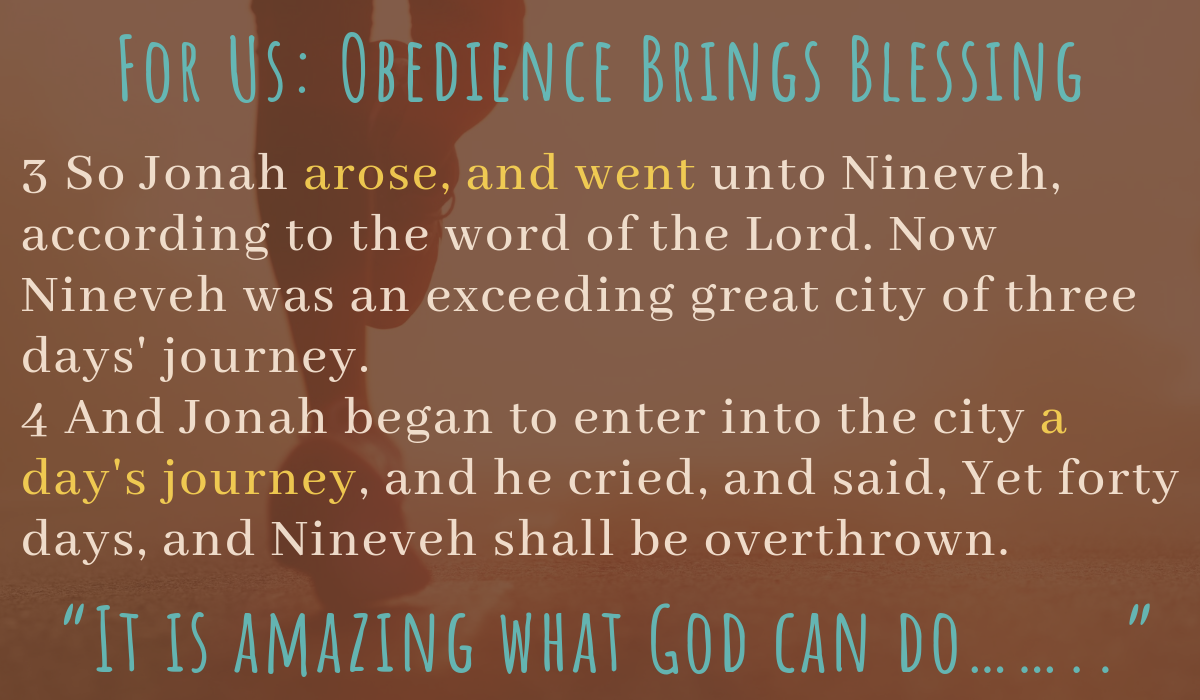 For Us: Obedience Brings Blessing
3 So Jonah arose, and went unto Nineveh,
according to the word of the Lord. Now
Nineveh was an exceeding great city of three
days' journey.
4 And Jonah began to enter into the city a
day's journey, and he cried, and said, Yet forty
days, and Nineveh shall be overthrown.
“It is amazing what God can do……..”